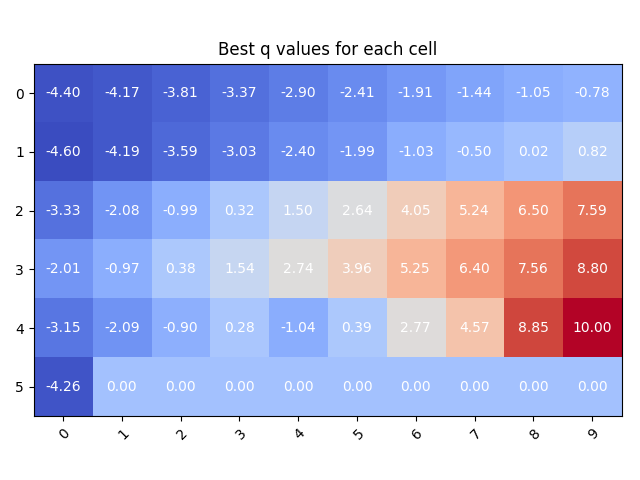 Best q values for each cell
0 -4.40 -4.17 -3.81 -3.37 -2.90 -2.41 -1.91 -1.44 -1.05 -0.78
1 -4.60 -4.19 -3.59 -3.03 -2.40 -1.99 -1.03 -0.50 0.02 0.82
2 -3.33 -2.08 -0.99 0.32 1.50 2.64 4.05 5.24 6.50 7.59
3 -2.01 -0.97 0.38 1.54 2.74 3.96 5.25 6.40 7.56 8.80
4 -3.15 -2.09 -0.90 0.28 -1.04 0.39 2.77 4.57 8.85 10.00
5 -4.26 0.00 0.00 0.00 0.00 0.00 0.00 0.00 0.00 0.00
0 1 2 3 4 5 6 7 8 9